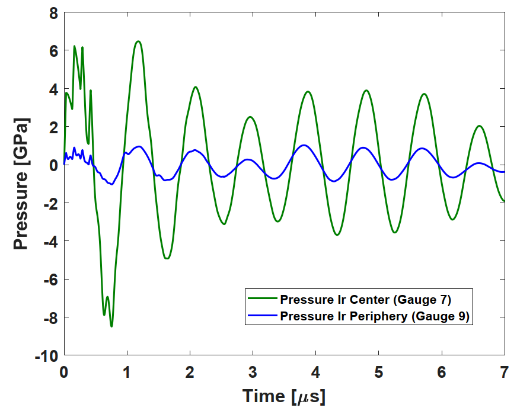 8
6
4
2
0
-2
-4
-6
-8
-10
Pressure [GPa]
Pressure Ir Center (Gauge 7)
Pressure Ir Periphery (Gauge 9)
0 1 2 3 4 5 6 7
Time [μs]